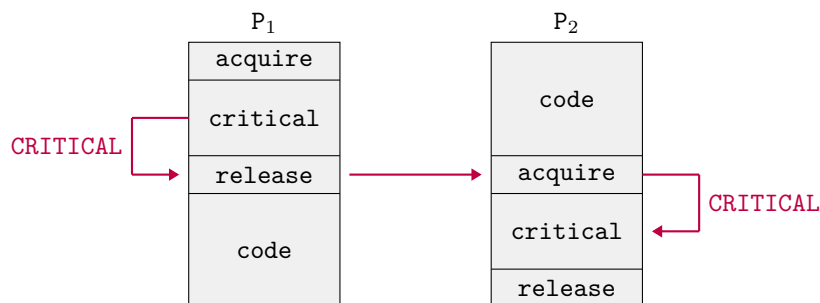 P1
acquire
critical
CRITICAL
release
code
P2
code
acquire
CRITICAL
critical
release